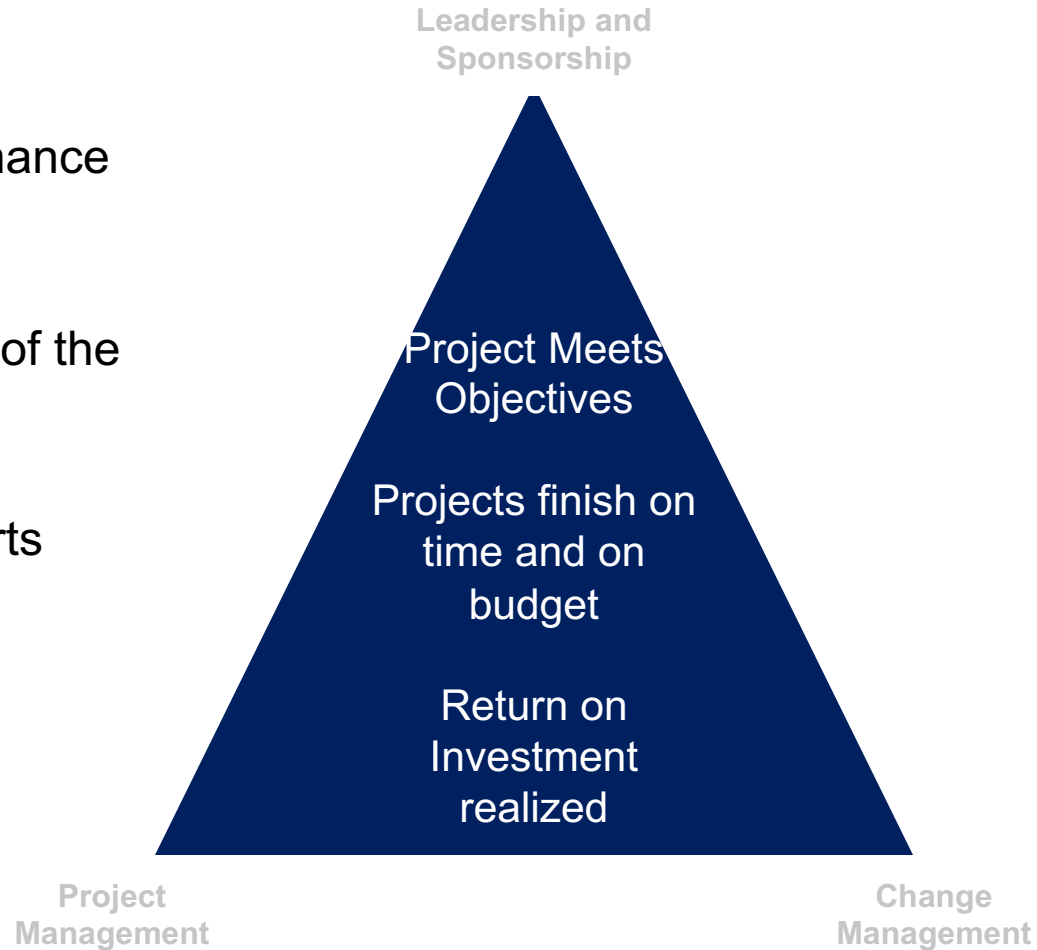 Leadership and
Sponsorship
nance
of the
rts
Project Meets
Objectives
Projects finish on
time and on
budget
Return on
Investment
realized
Project
Management
Change
Management